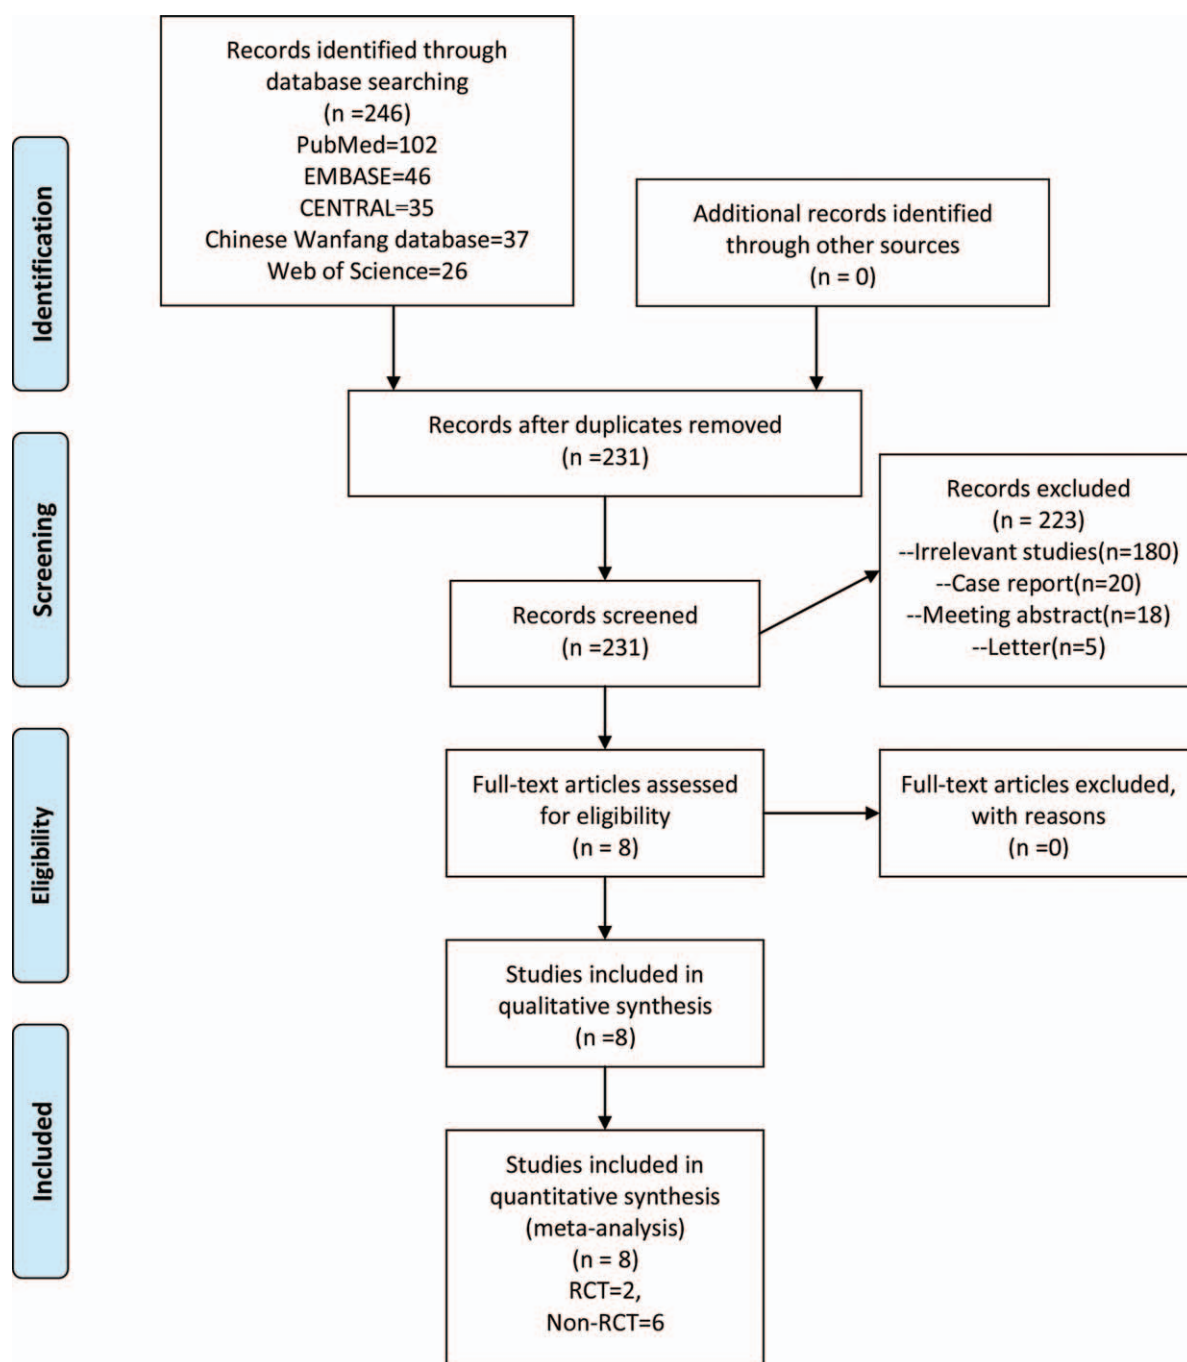 Identification
Records identified through
database searching
(n =246)
PubMed=102
EMBASE=46
CENTRAL=35
Chinese Wanfang database=37
Web of Science=26
Additional records identified
through other sources
(n = 0)
Records after duplicates removed
(n =231)
Screening
Records screened
(n =231)
Records excluded
(n = 223)
--Irrelevant studies(n=180)
--Case report(n=20)
--Meeting abstract(n=18)
--Letter(n=5)
Eligibility
Full-text articles assessed
for eligibility
(n = 8)
Full-text articles excluded,
with reasons
(n =0)
Studies included in
qualitative synthesis
(n =8)
Included
Studies included in
quantitative synthesis
(meta-analysis)
(n = 8)
RCT=2,
Non-RCT=6